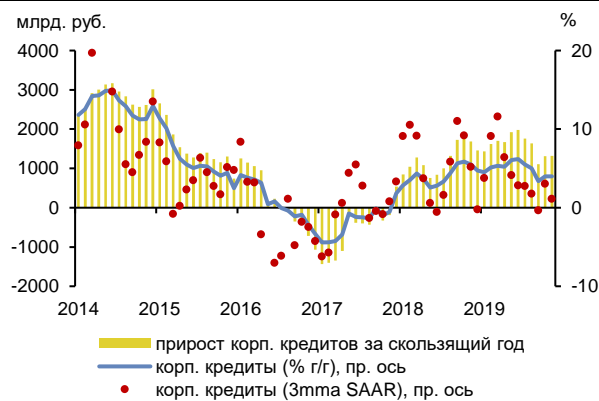 млрд. руб. %
4000 20
3000
2000 10
1000
0 0
-1000
-2000 -10
2014 2015 2016 2017 2018 2019
прирост корп. кредитов за скользящий год
корп. кредиты (% г/г), пр. ось
корп. кредиты (3mma SAAR), пр. ось